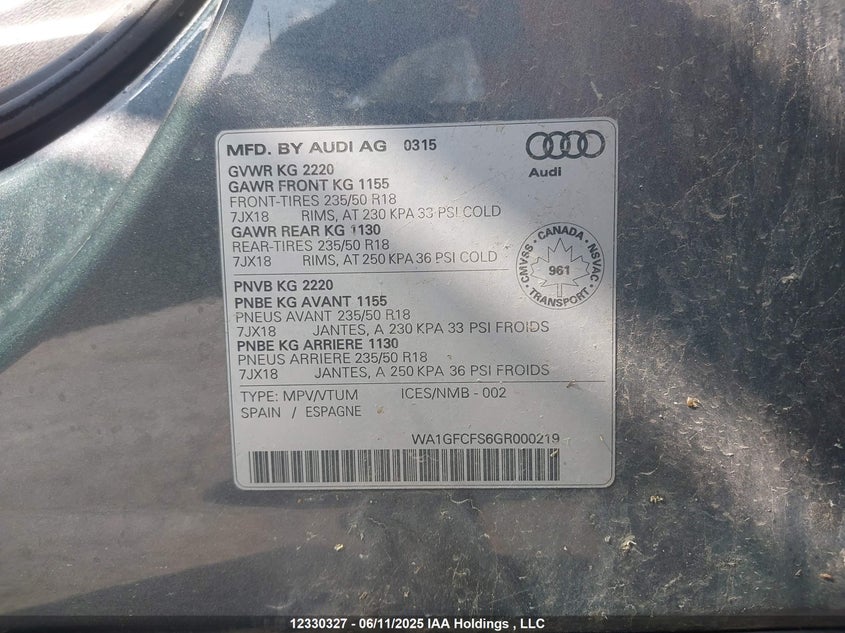 MFD. BY AUDI AG 0315
Audi
GVWR KG 2220
GAWR FRONT KG 1155
FRONT-TIRES 235/50 R18
7JX18 RIMS, AT 230 KPA 33 PSI COLD
GAWR REAR KG 1130
REAR-TIRES 235/50 R18
7JX18 RIMS, AT 250 KPA 36 PSI COLD
CMVSS · CANADA · NSVAC · TRANSPORT ·
961
PNVB KG 2220
PNBE KG AVANT 1155
PNEUS AVANT 235/50 R18
7JX18 JANTES, A 230 KPA 33 PSI FROIDS
PNBE KG ARRIERE 1130
PNEUS ARRIERE 235/50 R18
7JX18 JANTES, A 250 KPA 36 PSI FROIDS
TYPE: MPV/VTUM ICES/NMB - 002
SPAIN / ESPAGNE
WA1GFCFS6GR000219
12330327 - 06/11/2025 IAA Holdings , LLC